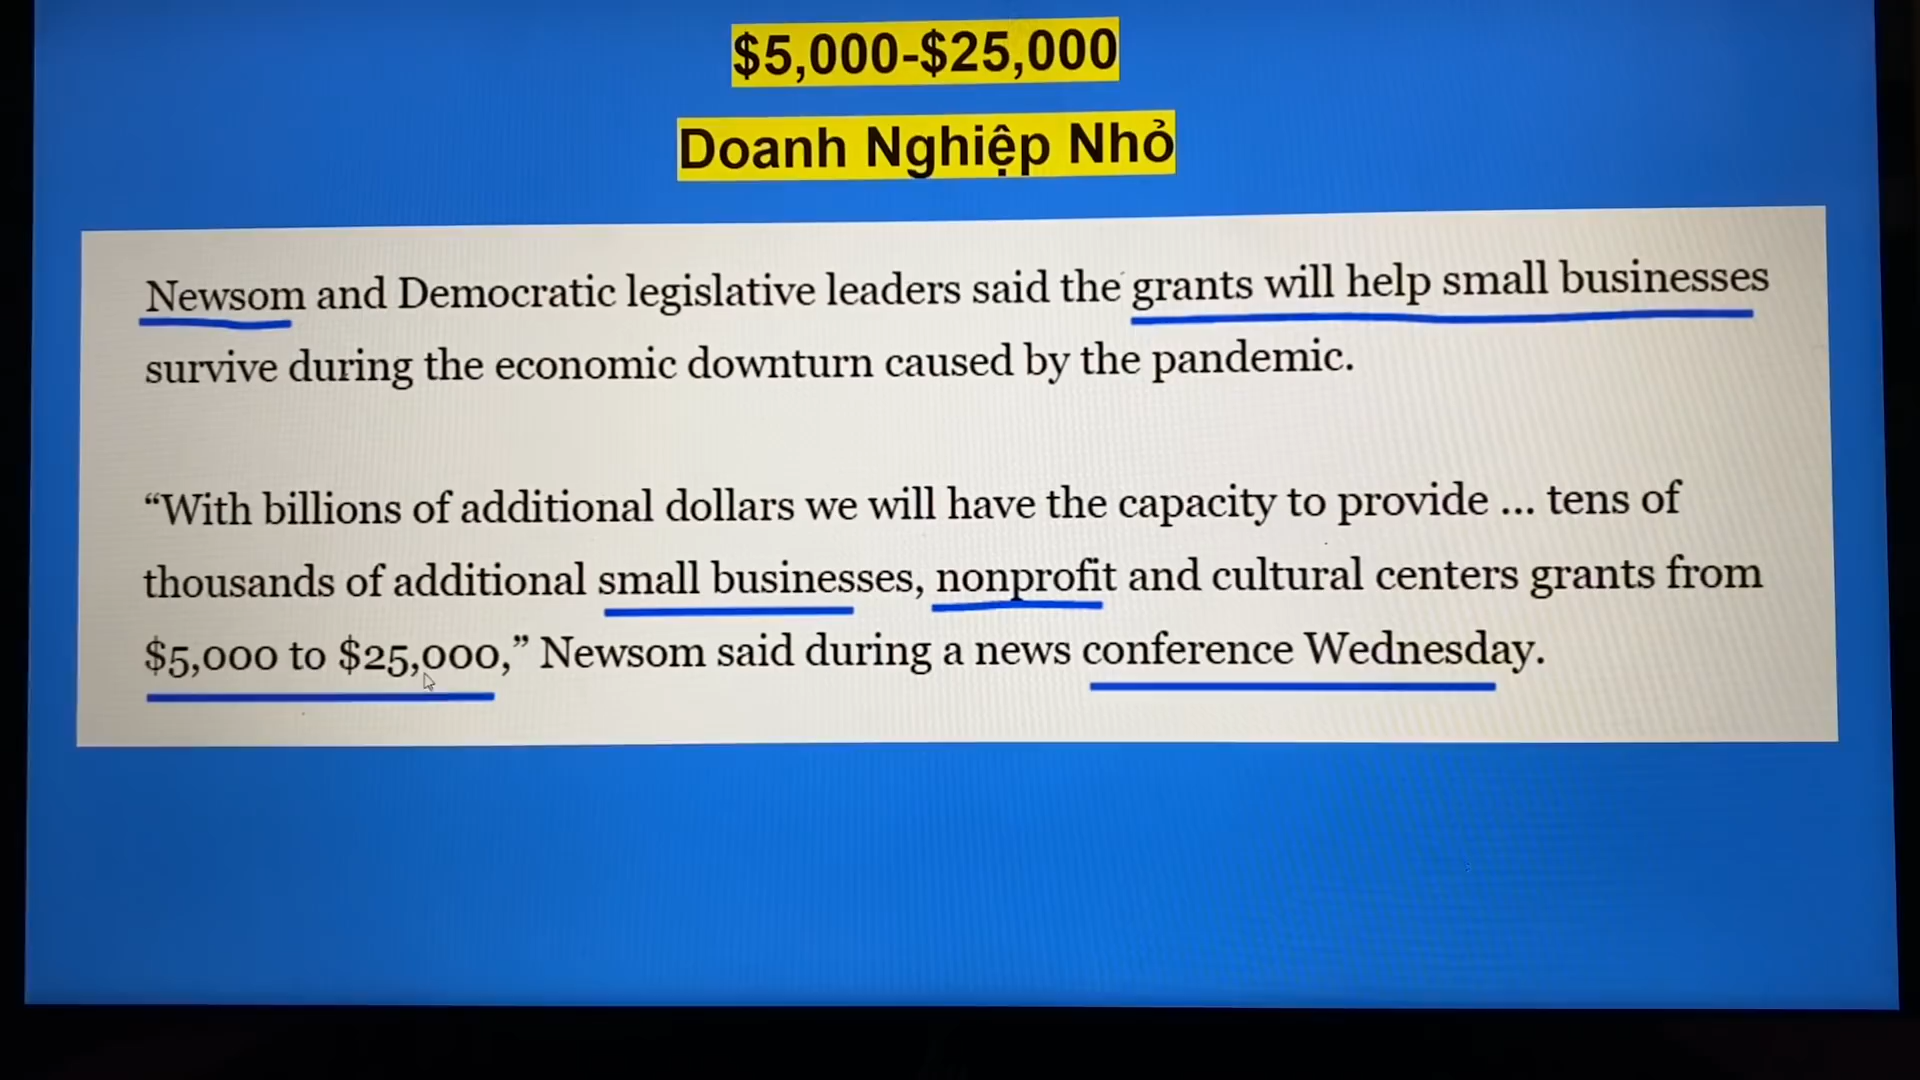 $5,000-$25,000
Doanh Nghiệp Nhỏ
Newsom and Democratic legislative leaders said the grants will help small businesses
survive during the economic downturn caused by the pandemic.
“With billions of additional dollars we will have the capacity to provide ... tens of
thousands of additional small businesses, nonprofit and cultural centers grants from
$5,000 to $25,000,” Newsom said during a news conference Wednesday.